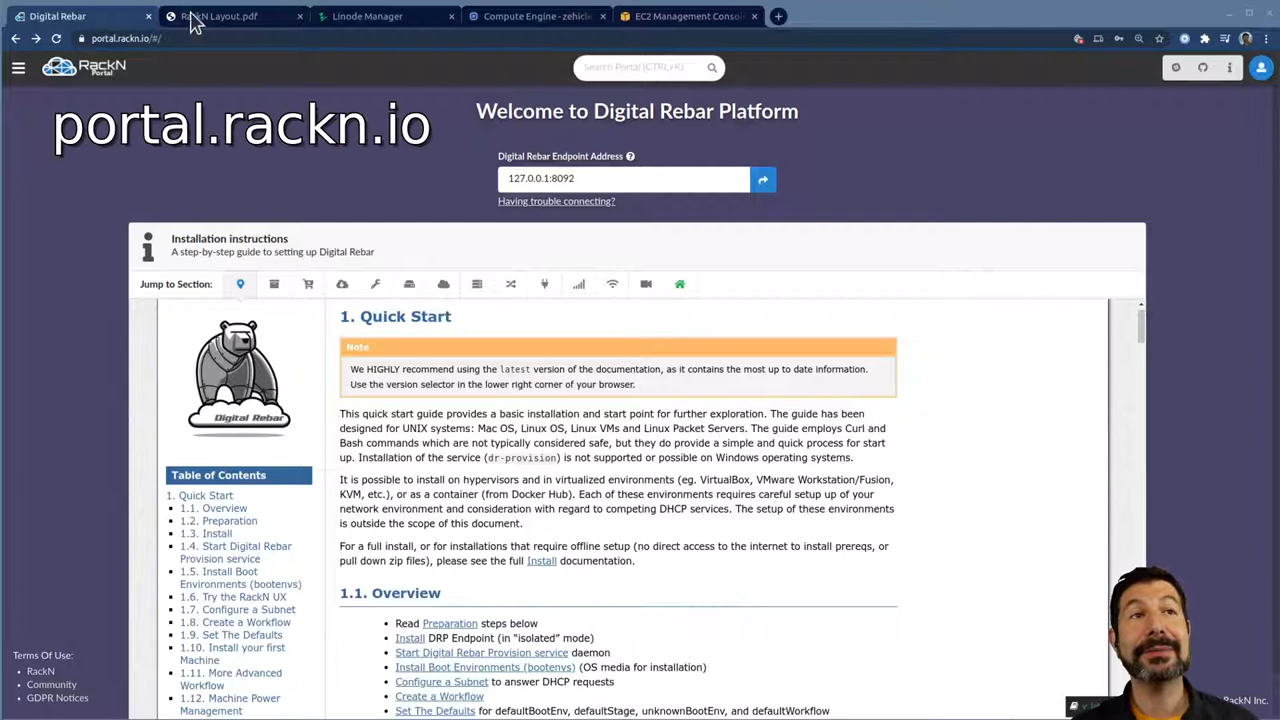 Digital Rebar
RackN Layout.pdf
Linode Manager
Compute Engine - zehicle
EC2 Management Consol
portal.rackn.io/#/
RackN
Portal
Search Portal (CTRL+K)
portal.rackn.io
Welcome to Digital Rebar Platform
Digital Rebar Endpoint Address
127.0.0.1:8092
Having trouble connecting?
Installation instructions
A step-by-step guide to setting up Digital Rebar
Jump to Section:
Digital Rebar
Table of Contents
1. Quick Start
1.1. Overview
1.2. Preparation
1.3. Install
1.4. Start Digital Rebar
Provision service
1.5. Install Boot
Environments (bootenvs)
1.6. Try the RackN UX
1.7. Configure a Subnet
1.8. Create a Workflow
1.9. Set The Defaults
1.10. Install your first
Machine
1.11. More Advanced
Workflow
1.12. Machine Power
Management
1. Quick Start
Note
We HIGHLY recommend using the latest version of the documentation, as it contains the most up to date information.
Use the version selector in the lower right corner of your browser.
This quick start guide provides a basic installation and start point for further exploration. The guide has been
designed for UNIX systems: Mac OS, Linux OS, Linux VMs and Linux Packet Servers. The guide employs Curl and
Bash commands which are not typically considered safe, but they do provide a simple and quick process for start
up. Installation of the service (dr-provision) is not supported or possible on Windows operating systems.
It is possible to install on hypervisors and in virtualized environments (eg. VirtualBox, VMware Workstation/Fusion,
KVM, etc.), or as a container (from Docker Hub). Each of these environments requires careful setup up of your
network environment and consideration with regard to competing DHCP services. The setup of these environments
is outside the scope of this document.
For a full install, or for installations that require offline setup (no direct access to the internet to install prereqs, or
pull down zip files), please see the full Install documentation.
1.1. Overview
Read Preparation steps below
Install DRP Endpoint (in “isolated” mode)
Start Digital Rebar Provision service daemon
Install Boot Environments (bootenvs) (OS media for installation)
Configure a Subnet to answer DHCP requests
Create a Workflow
Set The Defaults for defaultBootEnv, defaultStage, unknownBootEnv, and defaultWorkflow
Terms Of Use:
RackN
Community
GDPR Notices
RackN Inc.